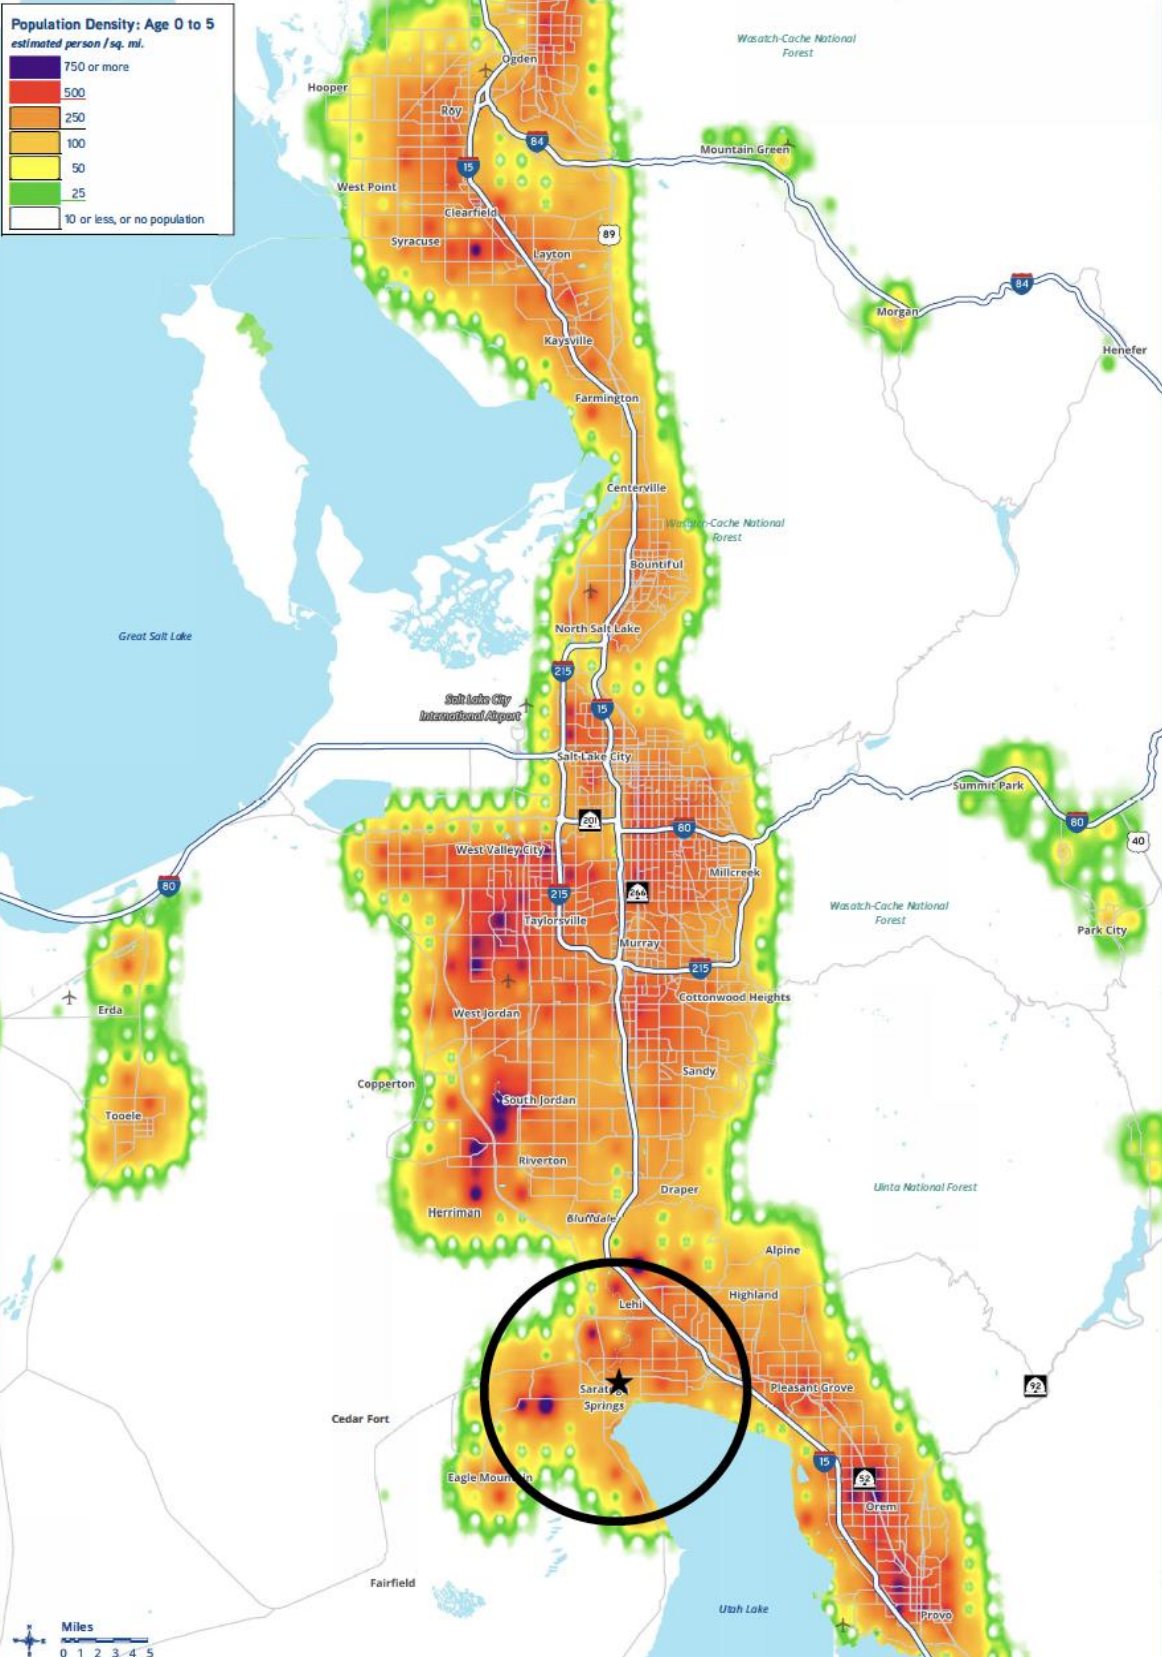 Population Density: Age 0 to 5
estimated person / sq. mi.
750 or more
500
250
100
50
25
10 or less, or no population
Wasatch-Cache National
Forest
Ogden
Hooper
Roy
84
Mountain Green
15
West Point
Clearfield
89
Syracuse
Layton
84
Morgan
Kaysville
Henefer
Farmington
Centerville
Wasatch-Cache National
Forest
Bountiful
North Salt Lake
Great Salt Lake
215
Salt Lake City
International Airport
15
Salt Lake City
Summit Park
201
80
80
40
West Valley City
Millcreek
80
215
266
Wasatch-Cache National
Forest
Taylorsville
Park City
Murray
215
Cottonwood Heights
Erda
West Jordan
Sandy
Copperton
South Jordan
Tooele
Riverton
Draper
Uinta National Forest
Herriman
Bluffdale
Alpine
Highland
Lehi
Pleasant Grove
92
Springs
Cedar Fort
15
52
Eagle Mountain
Orem
Fairfield
Utah Lake
Provo
Miles
0 1 2 3 4 5